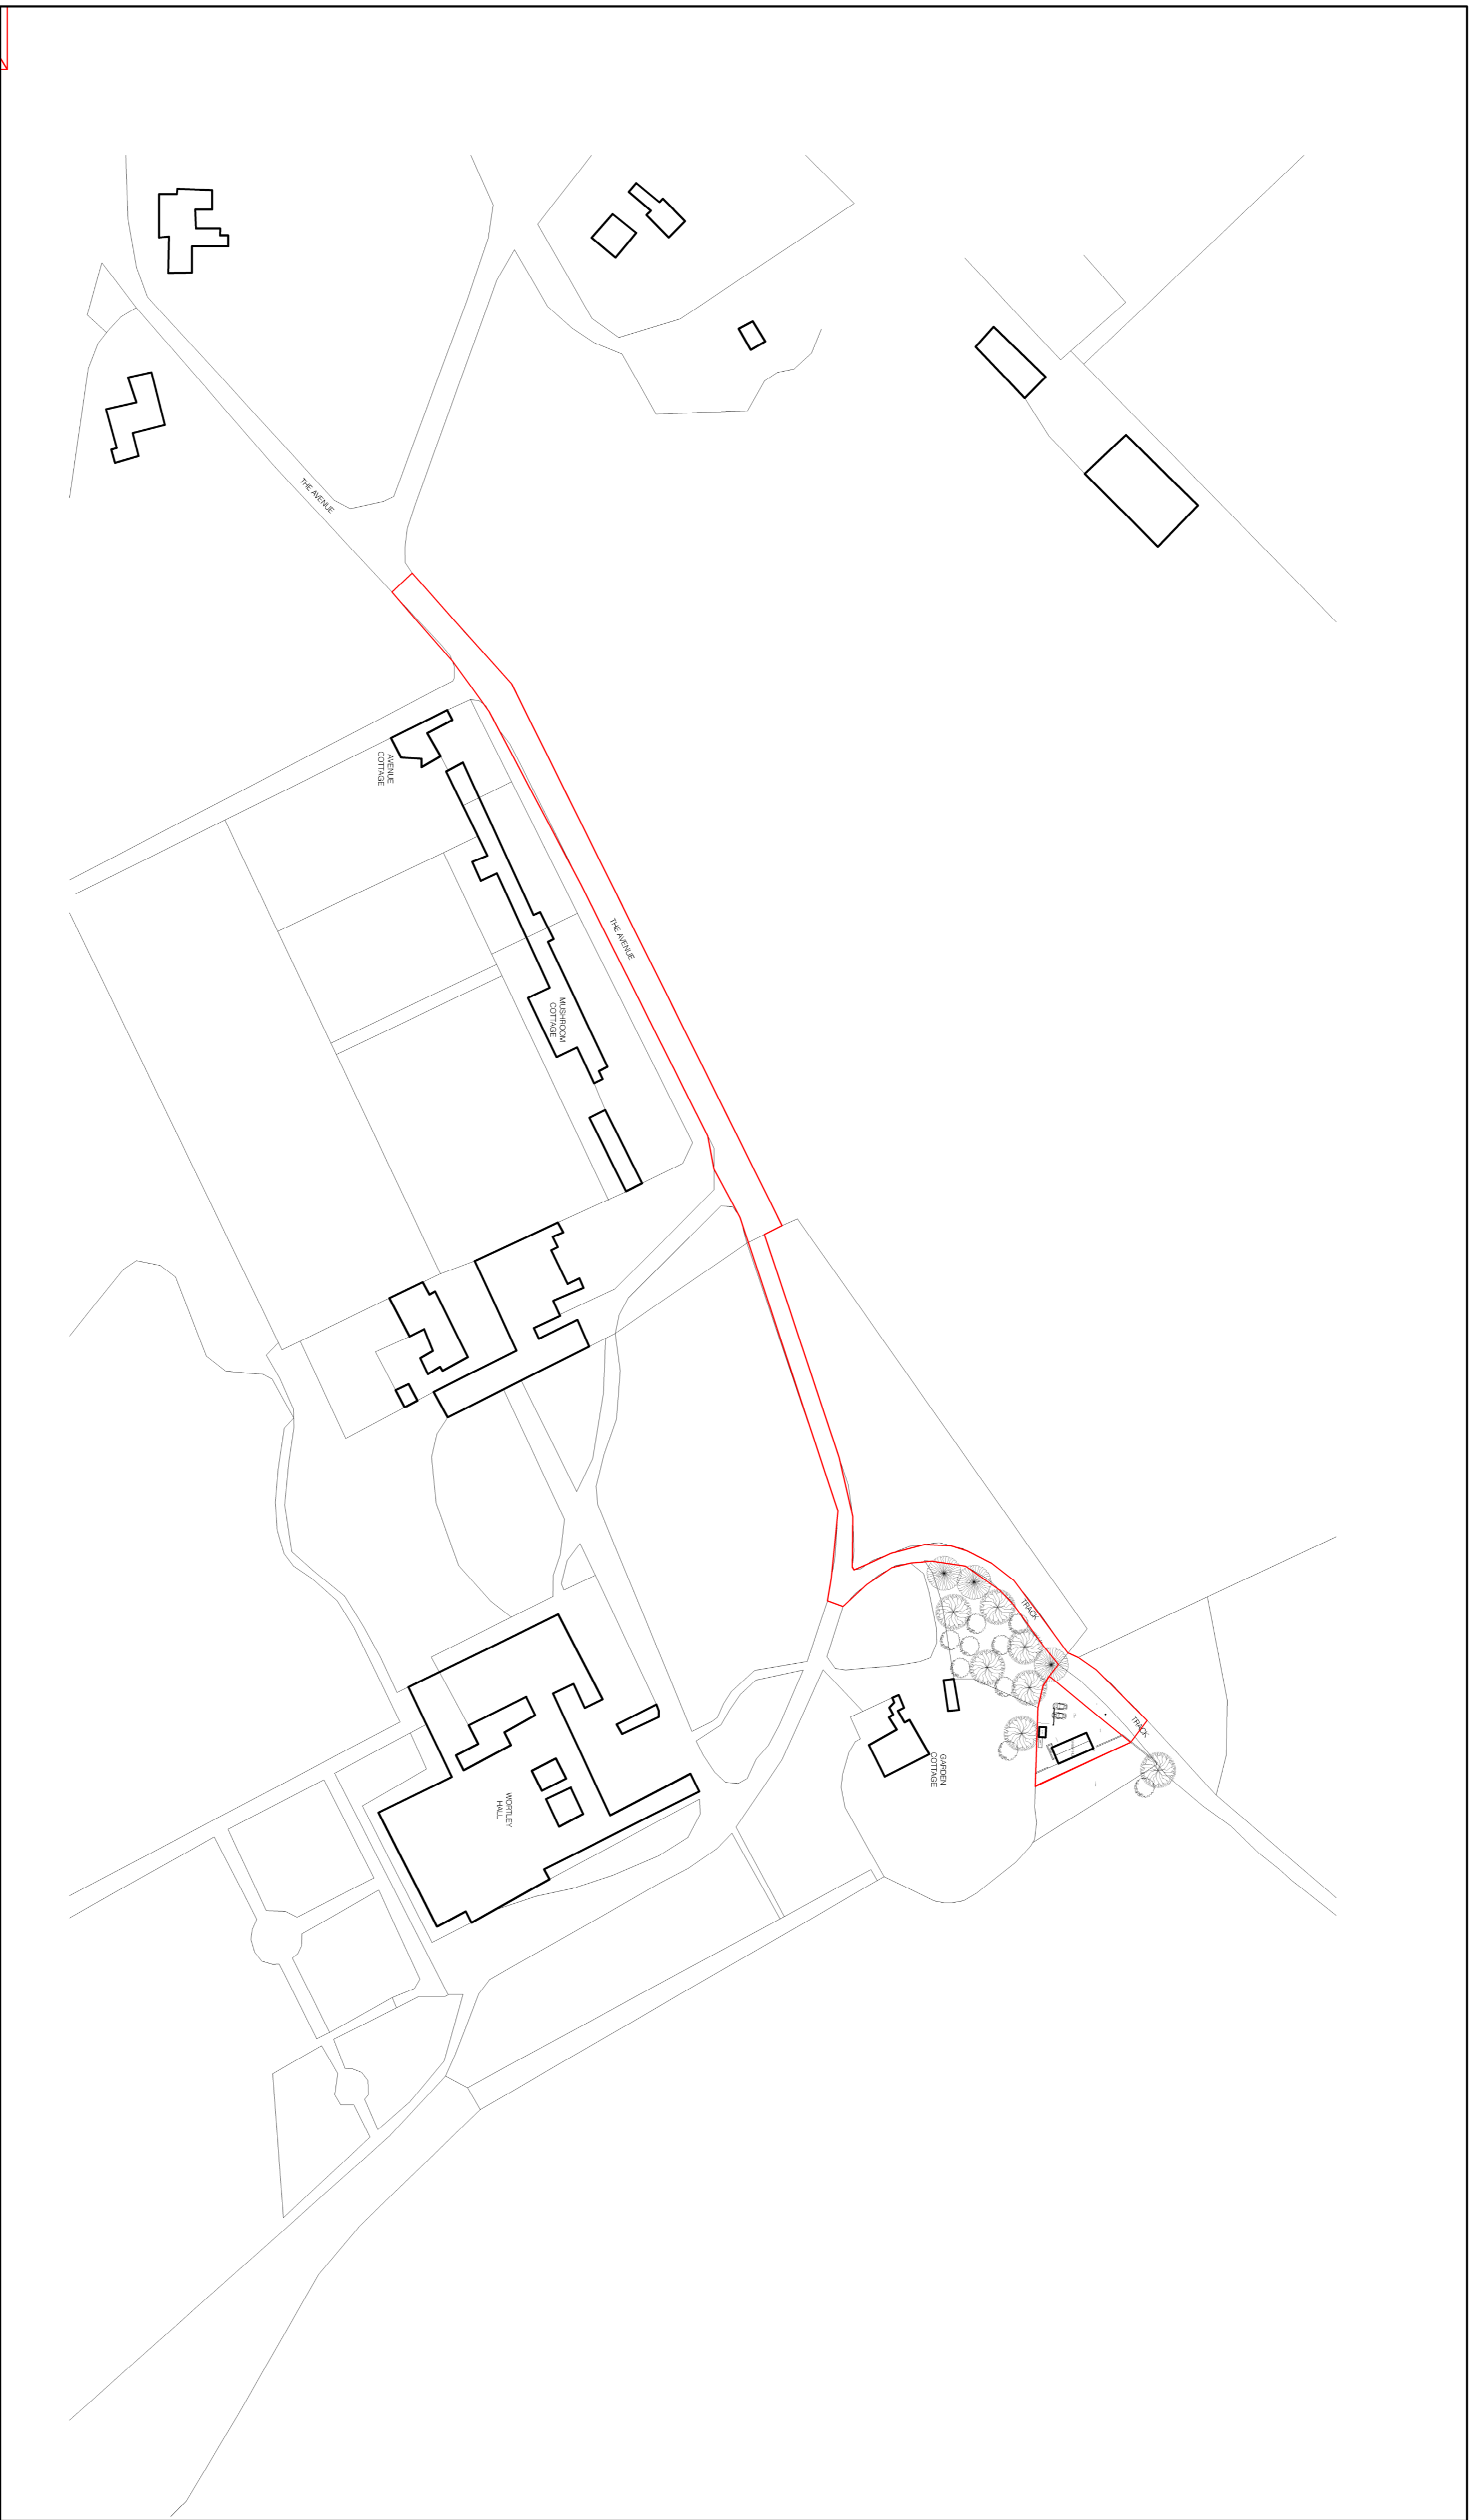 THE AVENUE
AVENUE
COTTAGE
THE AVENUE
MUSHROOM
COTTAGE
TRACK
TRACK
GARDEN
COTTAGE
WORTLEY
HALL